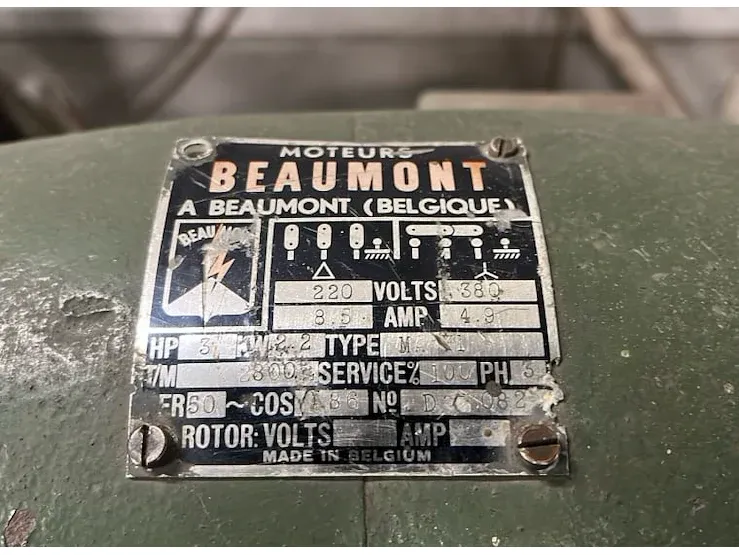 MOTEURS
BEAUMONT
A BEAUMONT (BELGIQUE)
220 VOLTS 380
8.5 AMP 4.9
HP 3 KW 2.2 TYPE
T/M SERVICE% 100 PH 3
FR 50 ~ COS 86 Nº
ROTOR: VOLTS AMP
MADE IN BELGIUM